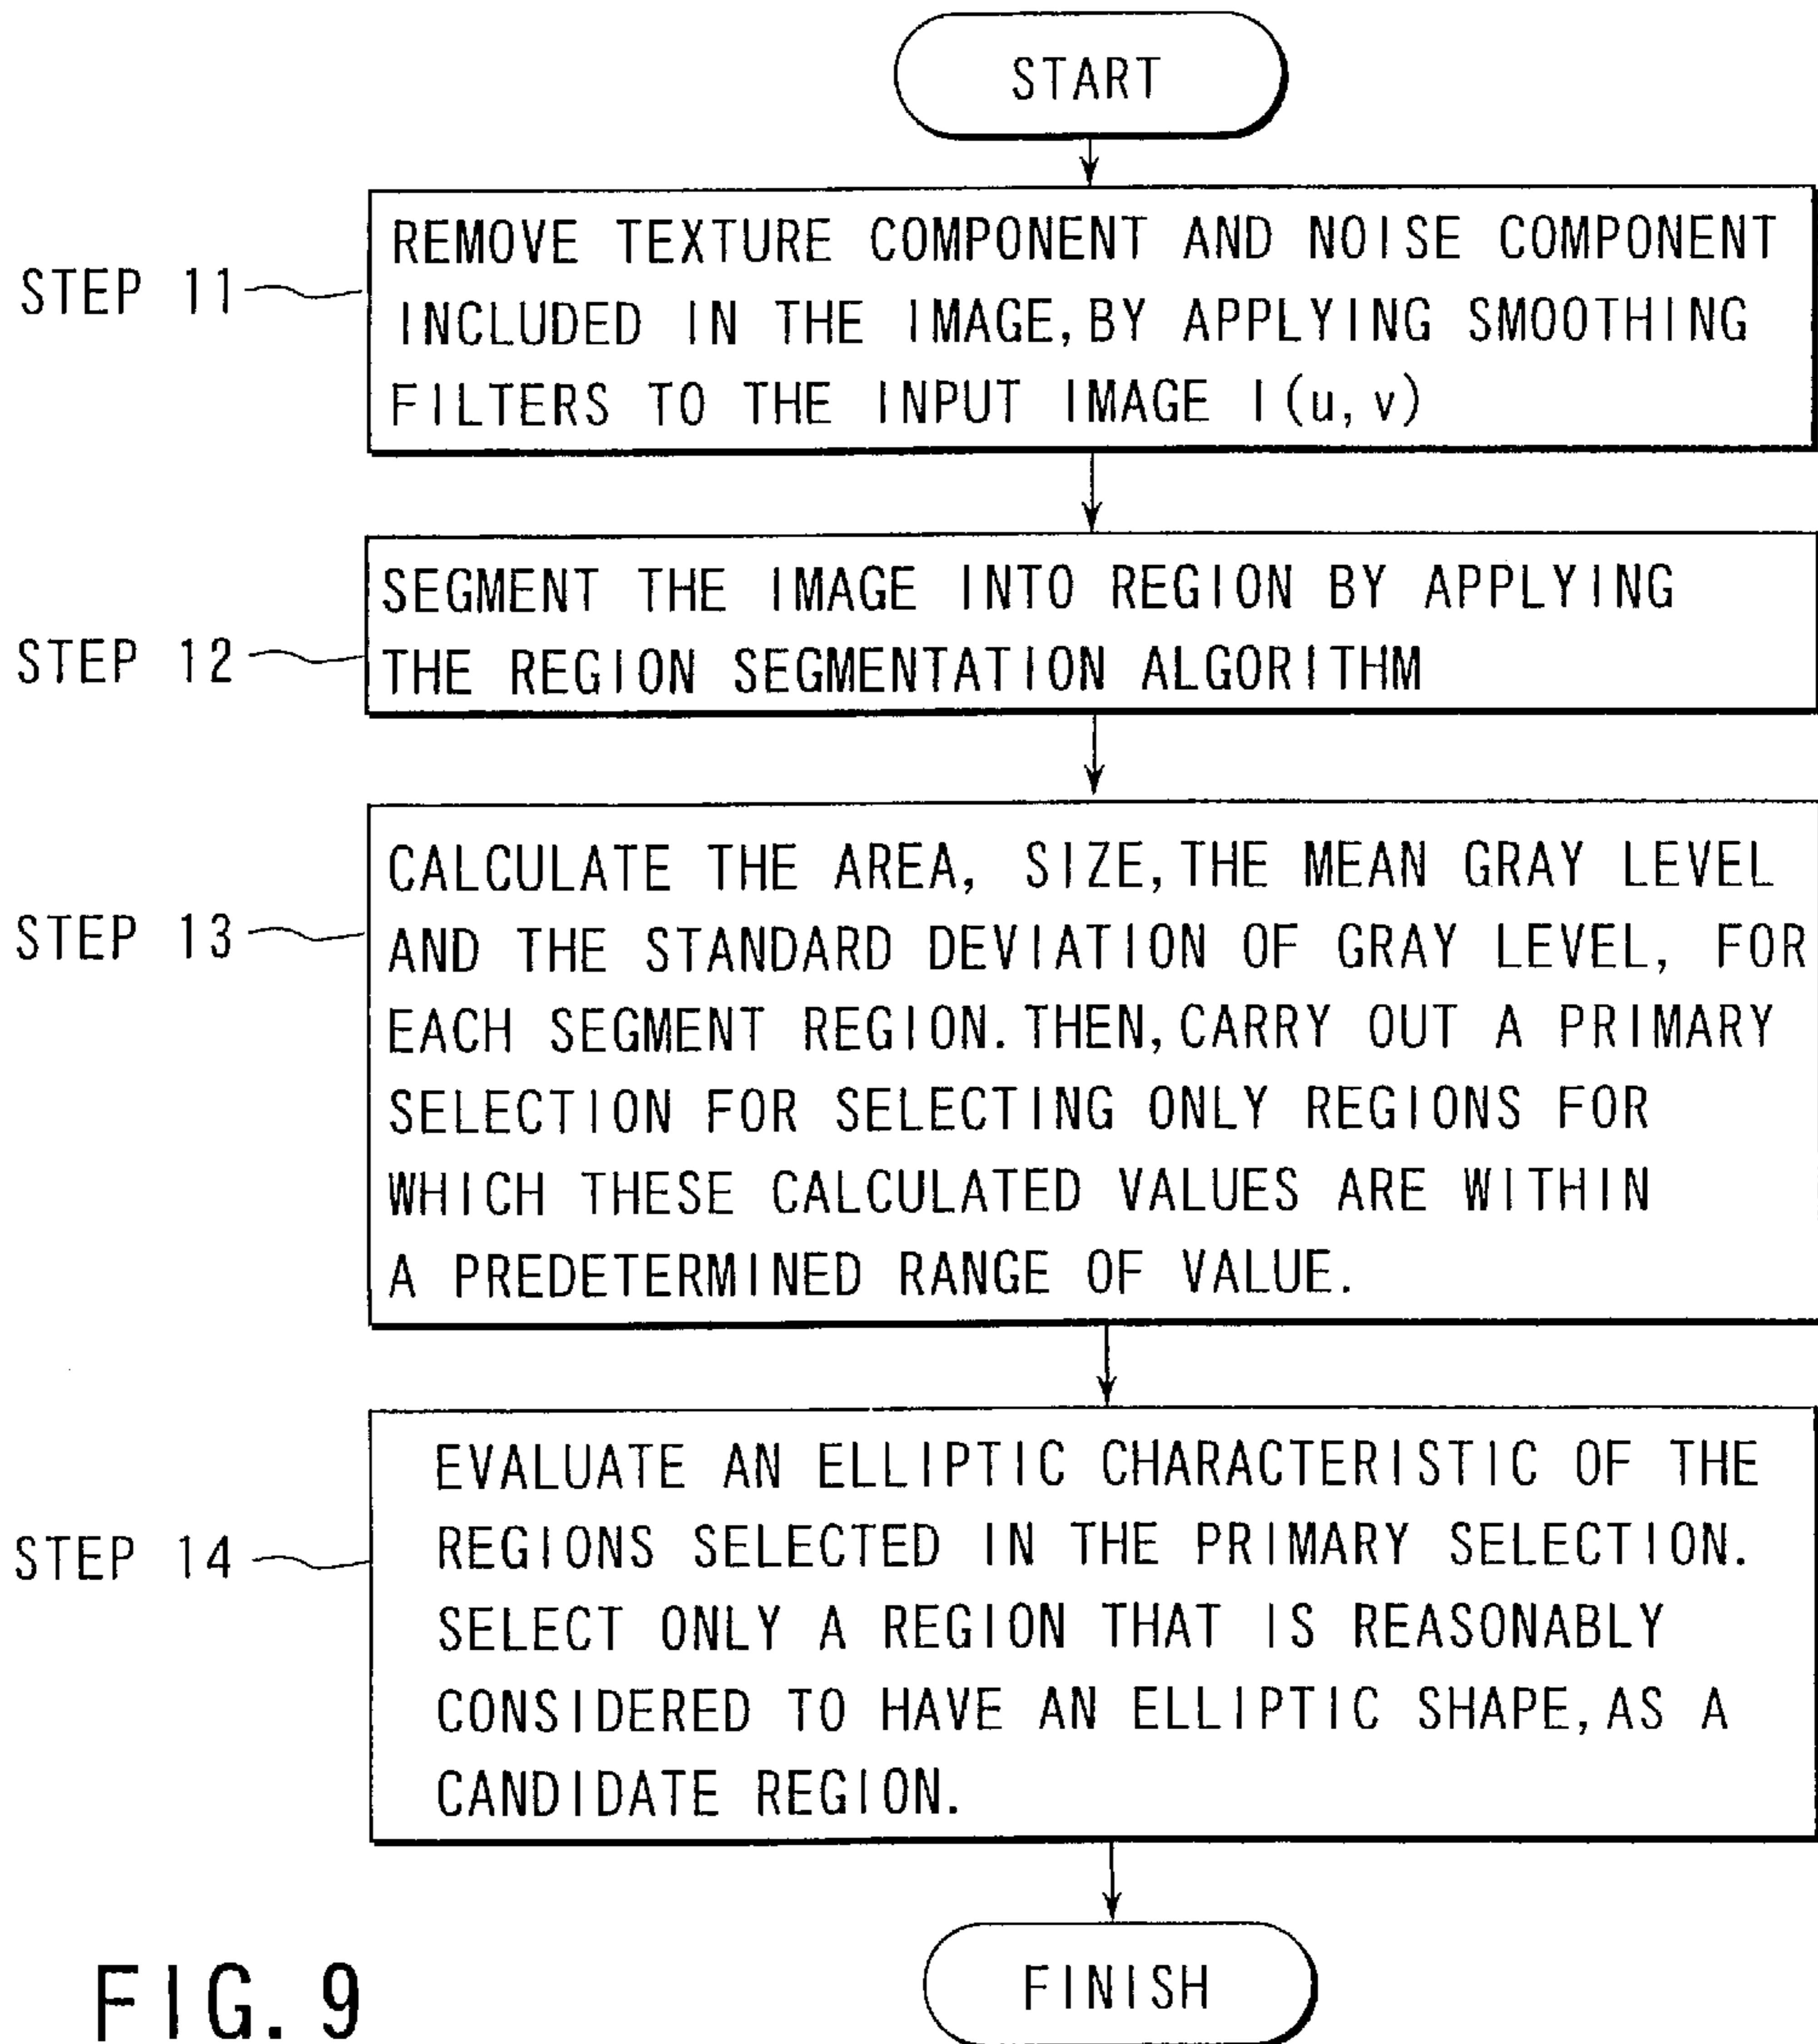 START
REMOVE TEXTURE COMPONENT AND NOISE COMPONENT
INCLUDED IN THE IMAGE, BY APPLYING SMOOTHING
FILTERS TO THE INPUT IMAGE I(u, v)
STEP 11
SEGMENT THE IMAGE INTO REGION BY APPLYING
THE REGION SEGMENTATION ALGORITHM
STEP 12
CALCULATE THE AREA, SIZE, THE MEAN GRAY LEVEL
AND THE STANDARD DEVIATION OF GRAY LEVEL, FOR
EACH SEGMENT REGION. THEN, CARRY OUT A PRIMARY
SELECTION FOR SELECTING ONLY REGIONS FOR
WHICH THESE CALCULATED VALUES ARE WITHIN
A PREDETERMINED RANGE OF VALUE.
STEP 13
EVALUATE AN ELLIPTIC CHARACTERISTIC OF THE
REGIONS SELECTED IN THE PRIMARY SELECTION.
SELECT ONLY A REGION THAT IS REASONABLY
CONSIDERED TO HAVE AN ELLIPTIC SHAPE, AS A
CANDIDATE REGION.
STEP 14
FINISH
FIG. 9